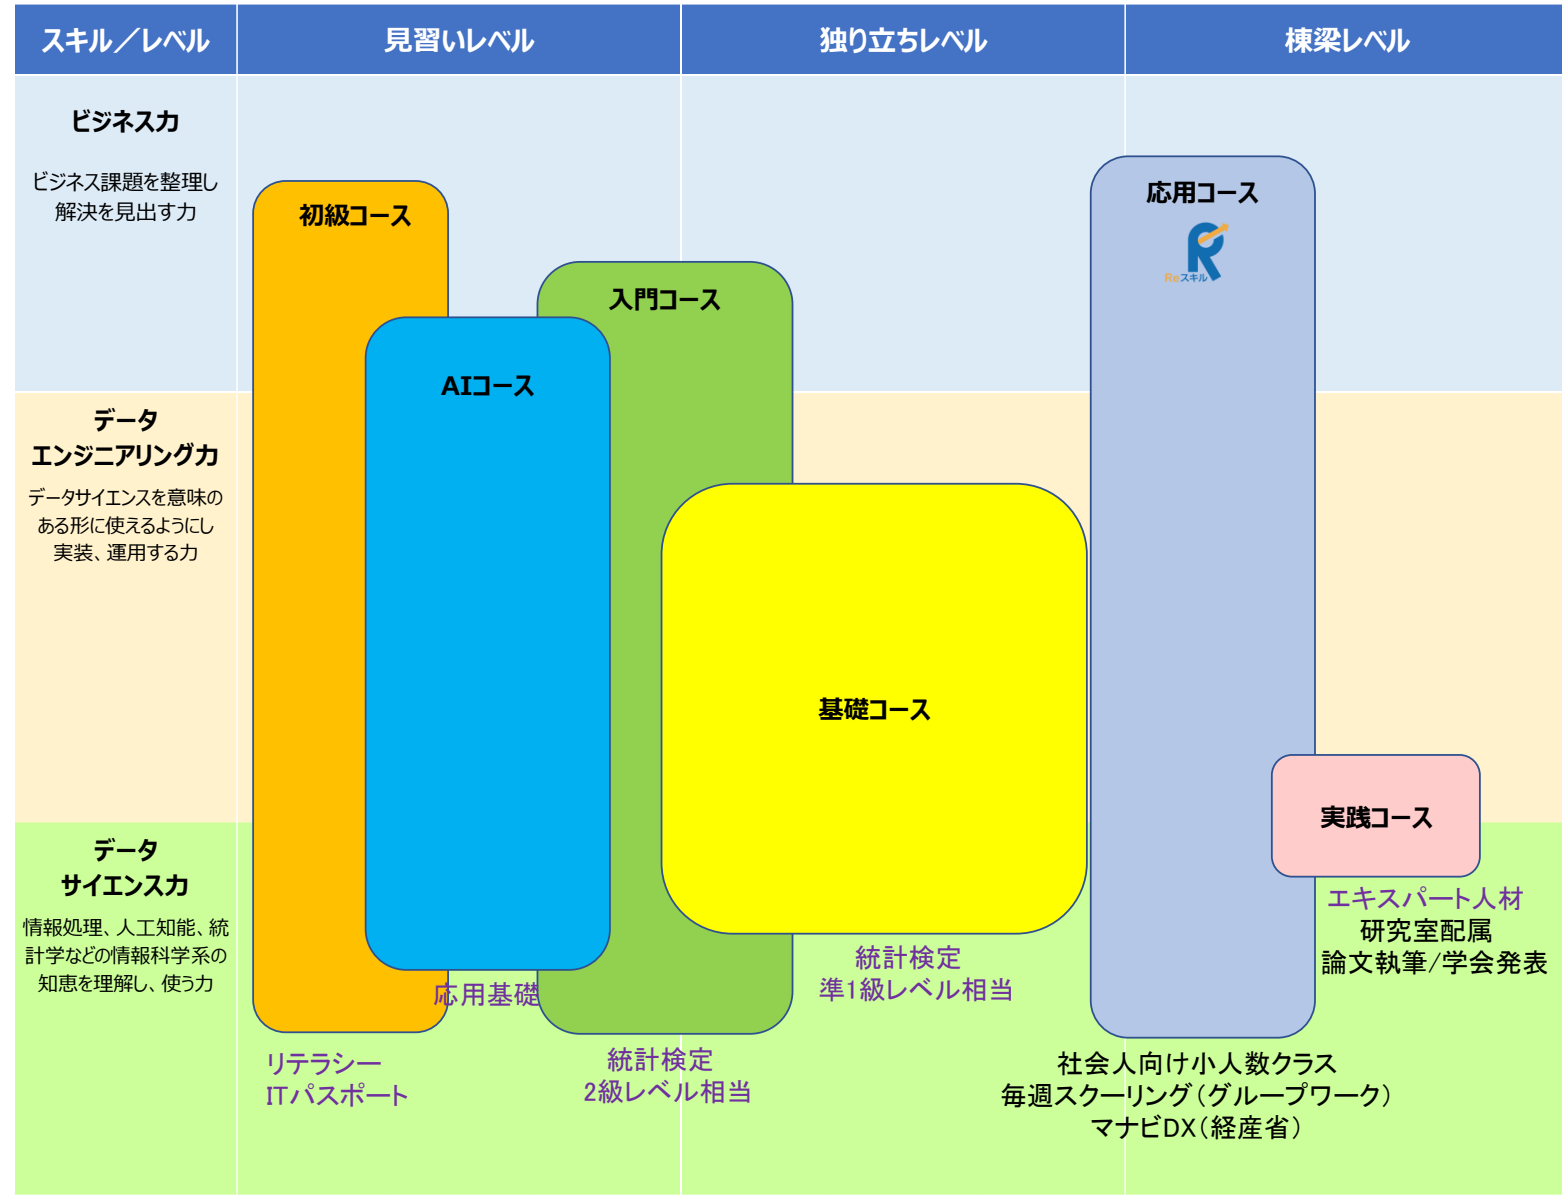 スキル／レベル
見習いレベル
独り立ちレベル
棟梁レベル
ビジネス力
ビジネス課題を整理し
解決を見出す力
データ
エンジニアリング力
データサイエンスを意味の
ある形に使えるようにし
実装、運用する力
データ
サイエンス力
情報処理、人工知能、統
計学などの情報科学系の
知恵を理解し、使う力
初級コース
リテラシー
ITパスポート
AIコース
応用基礎
入門コース
統計検定
2級レベル相当
基礎コース
統計検定
準1級レベル相当
応用コース
Reスキル
社会人向け小人数クラス
毎週スクーリング（グループワーク）
マナビDX（経産省）
実践コース
エキスパート人材
研究室配属
論文執筆/学会発表